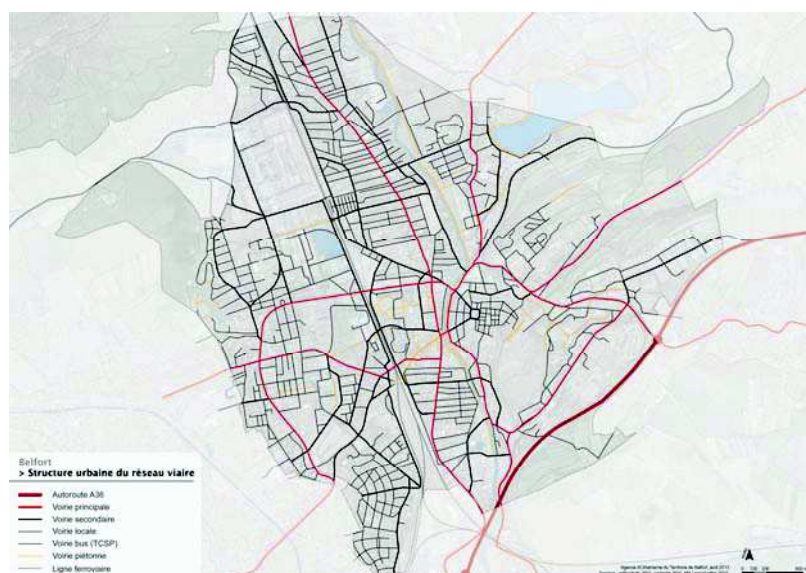 Belfort
> Structure urbaine du réseau viaire
Autoroute A36
Voirie principale
Voirie secondaire
Voirie locale
Voirie bus (TCSP)
Voirie piétonne
Ligne ferroviaire